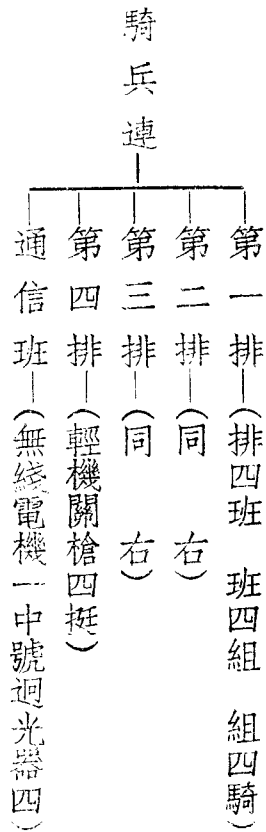 騎兵連
第一排（排四班　班四組　組四騎）
第二排（同　右）
第三排（同　右）
第四排（輕機關槍四挺）
通信班（無綫電機一中號迴光器四）